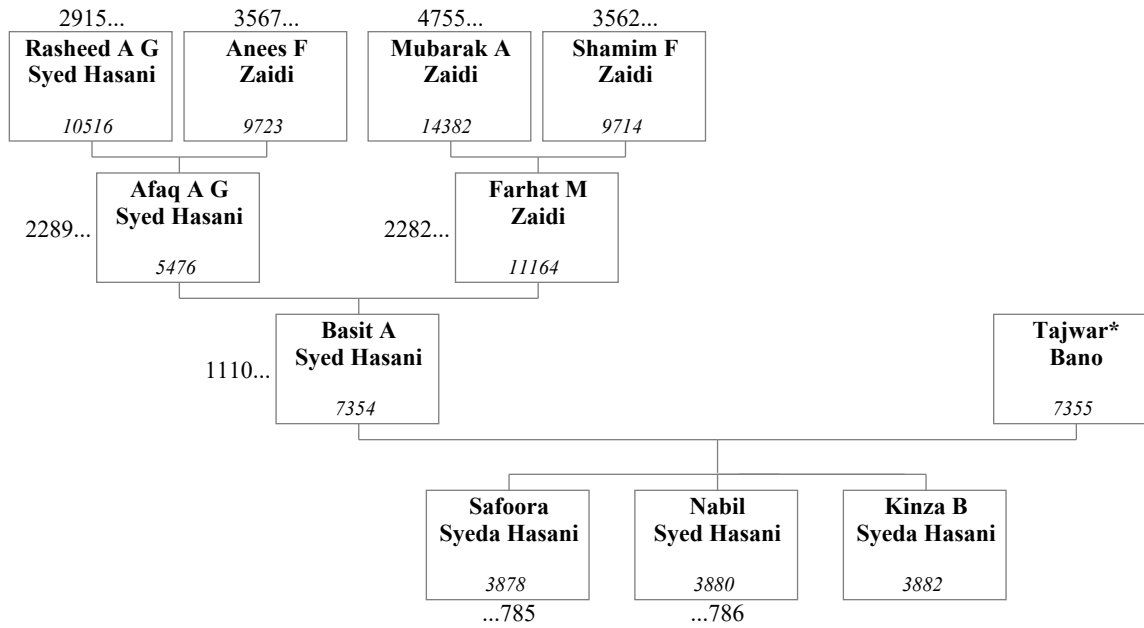 2915...
3567...
4755...
3562...
Rasheed A G
Syed Hasani
10516
Anees F
Zaidi
9723
Mubarak A
Zaidi
14382
Shamim F
Zaidi
9714
2289...
Afaq A G
Syed Hasani
5476
2282...
Farhat M
Zaidi
11164
1110...
Basit A
Syed Hasani
7354
Tajwar*
Bano
7355
Safoora
Syeda Hasani
3878
...785
Nabil
Syed Hasani
3880
...786
Kinza B
Syeda Hasani
3882